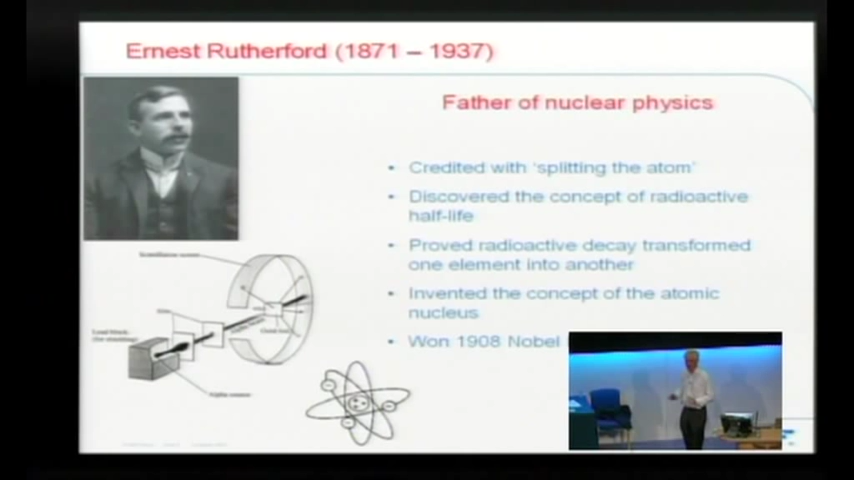 Ernest Rutherford (1871 – 1937)
Father of nuclear physics
• Credited with ‘splitting the atom’
• Discovered the concept of radioactive
half-life
• Proved radioactive decay transformed
one element into another
• Invented the concept of the atomic
nucleus
• Won 1908 Nobel